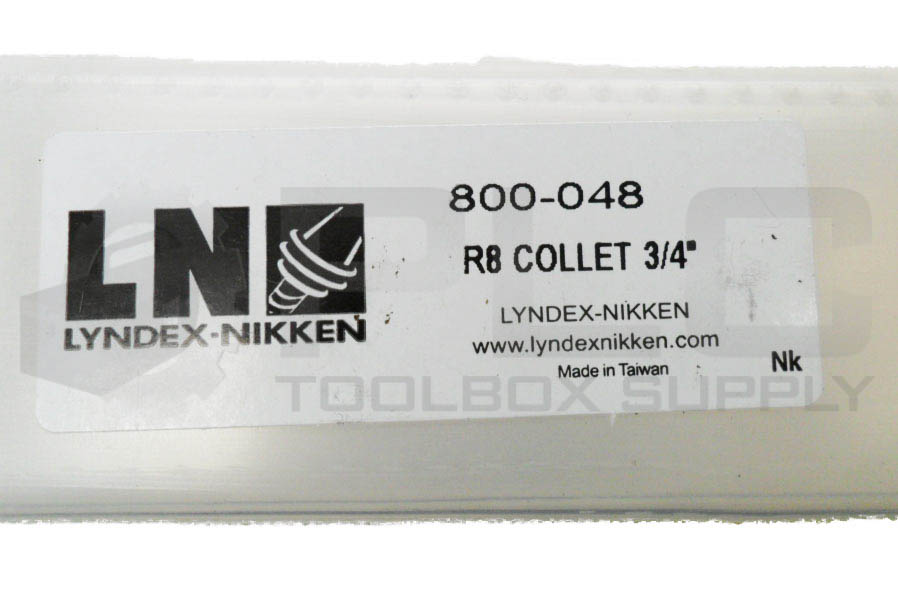 LN
LYNDEX-NIKKEN
800-048
R8 COLLET 3/4"
LYNDEX-NIKKEN
www.lyndexnikken.com
Made in Taiwan
Nk
PLC
TOOLBOX SUPPLY